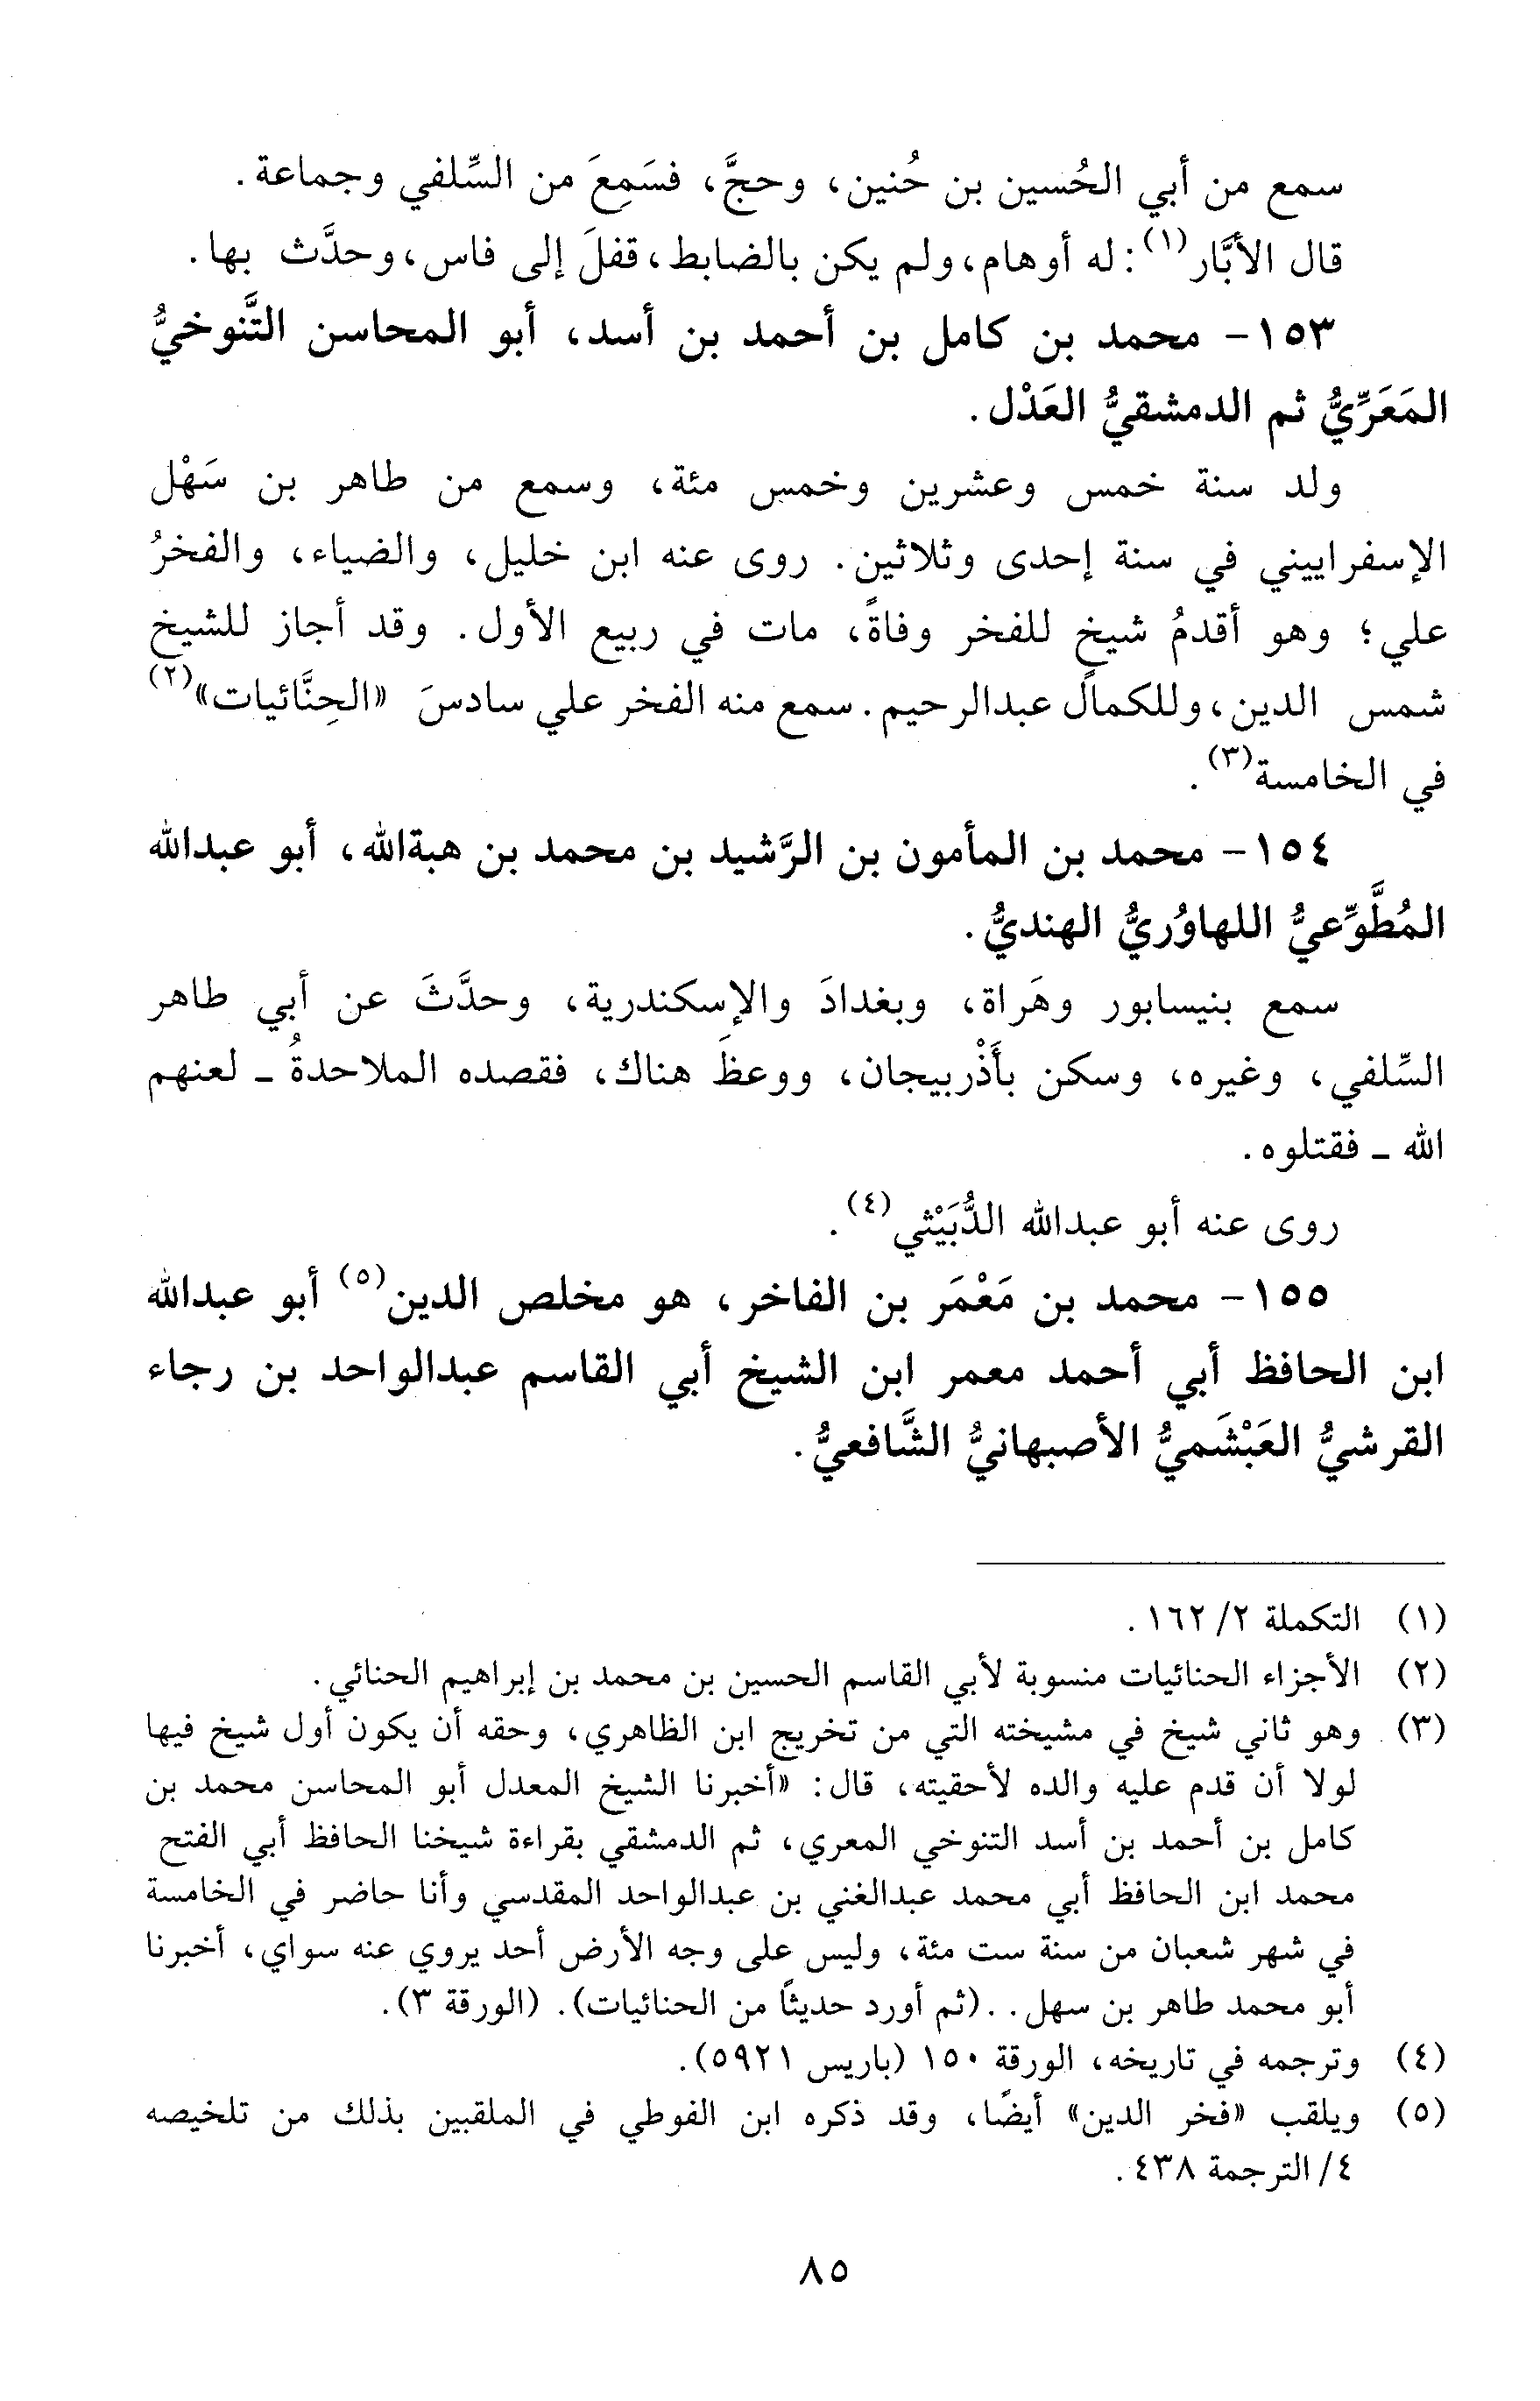 سمع من أبي الحُسين بن حُنين، وحجَّ، فسَمِعَ من السِّلفي وجماعة.
قال الأبَّار(١): له أوهام، ولم يكن بالضابط، قفلَ إلى فاس، وحدَّث بها.
١٥٣- محمد بن كامل بن أحمد بن أسد، أبو المحاسن التَّنوخيُّ
المَعَرِّيُّ ثم الدمشقيُّ العَدْل.
ولد سنة خمس وعشرين وخمس مئة، وسمع من طاهر بن سَهْل
الإسفراييني في سنة إحدى وثلاثين. روى عنه ابن خليل، والضياء، والفخرُ
علي؛ وهو أقدمُ شيخ للفخر وفاةً، مات في ربيع الأول. وقد أجاز للشيخ
شمس الدين، وللكمال عبدالرحيم. سمع منه الفخر علي سادسَ «الحِنَّائيات»(٢)
في الخامسة(٣).
١٥٤- محمد بن المأمون بن الرَّشيد بن محمد بن هبةالله، أبو عبدالله
المُطَّوِّعيُّ اللهاوُريُّ الهنديُّ.
سمع بنيسابور وهَراة، وبغدادَ والإسكندرية، وحدَّثَ عن أبي طاهر
السِّلفي، وغيره، وسكن بأَذْربيجان، ووعظَ هناك، فقصده الملاحدةُ ـ لعنهم
الله ـ فقتلوه.
روى عنه أبو عبدالله الدُّبَيْثي(٤).
١٥٥- محمد بن مَعْمَر بن الفاخر، هو مخلص الدين(٥) أبو عبدالله
ابن الحافظ أبي أحمد معمر ابن الشيخ أبي القاسم عبدالواحد بن رجاء
القرشيُّ العَبْشَميُّ الأصبهانيُّ الشَّافعيُّ.
(١) التكملة ٢/ ١٦٢.
(٢) الأجزاء الحنائيات منسوبة لأبي القاسم الحسين بن محمد بن إبراهيم الحنائي.
(٣) وهو ثاني شيخ في مشيخته التي من تخريج ابن الظاهري، وحقه أن يكون أول شيخ فيها
لولا أن قدم عليه والده لأحقيته، قال: «أخبرنا الشيخ المعدل أبو المحاسن محمد بن
كامل بن أحمد بن أسد التنوخي المعري، ثم الدمشقي بقراءة شيخنا الحافظ أبي الفتح
محمد ابن الحافظ أبي محمد عبدالغني بن عبدالواحد المقدسي وأنا حاضر في الخامسة
في شهر شعبان من سنة ست مئة، وليس على وجه الأرض أحد يروي عنه سواي، أخبرنا
أبو محمد طاهر بن سهل. . (ثم أورد حديثًا من الحنائيات). (الورقة ٣).
(٤) وترجمه في تاريخه، الورقة ١٥٠ (باريس ٥٩٢١).
(٥) ويلقب «فخر الدين» أيضًا، وقد ذكره ابن الفوطي في الملقبين بذلك من تلخيصه
٤/ الترجمة ٤٣٨.
٨٥